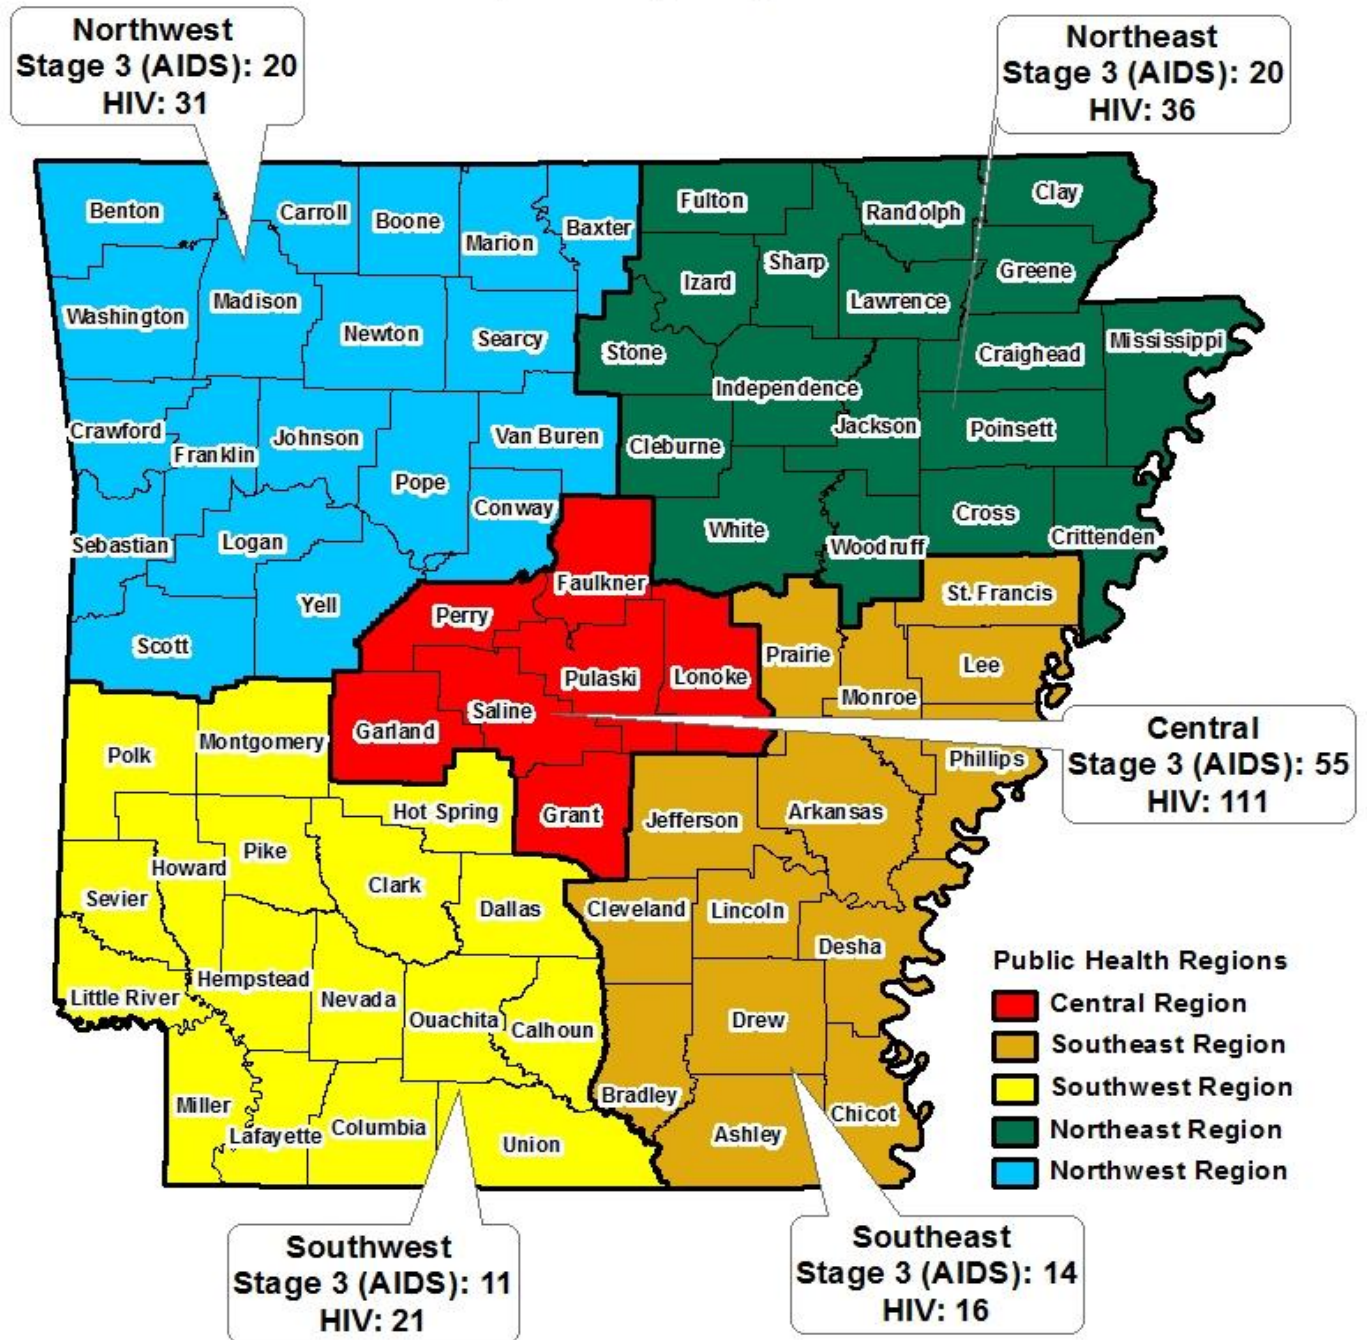 Northwest
Stage 3 (AIDS): 20
HIV: 31
Northeast
Stage 3 (AIDS): 20
HIV: 36
Benton
Carroll
Boone
Marion
Baxter
Fulton
Randolph
Clay
Washington
Madison
Newton
Searcy
Izard
Sharp
Lawrence
Greene
Stone
Independence
Craighead
Mississippi
Crawford
Franklin
Johnson
Pope
Van Buren
Cleburne
Jackson
Poinsett
Sebastian
Logan
Conway
White
Woodruff
Cross
Crittenden
Scott
Yell
Perry
Faulkner
St. Francis
Garland
Saline
Pulaski
Lonoke
Prairie
Monroe
Lee
Polk
Montgomery
Phillips
Central
Stage 3 (AIDS): 55
HIV: 111
Hot Spring
Grant
Jefferson
Arkansas
Sevier
Howard
Pike
Clark
Dallas
Cleveland
Lincoln
Desha
Little River
Hempstead
Nevada
Ouachita
Calhoun
Drew
Miller
Lafayette
Columbia
Union
Bradley
Ashley
Chicot
Public Health Regions
Central Region
Southeast Region
Southwest Region
Northeast Region
Northwest Region
Southwest
Stage 3 (AIDS): 11
HIV: 21
Southeast
Stage 3 (AIDS): 14
HIV: 16